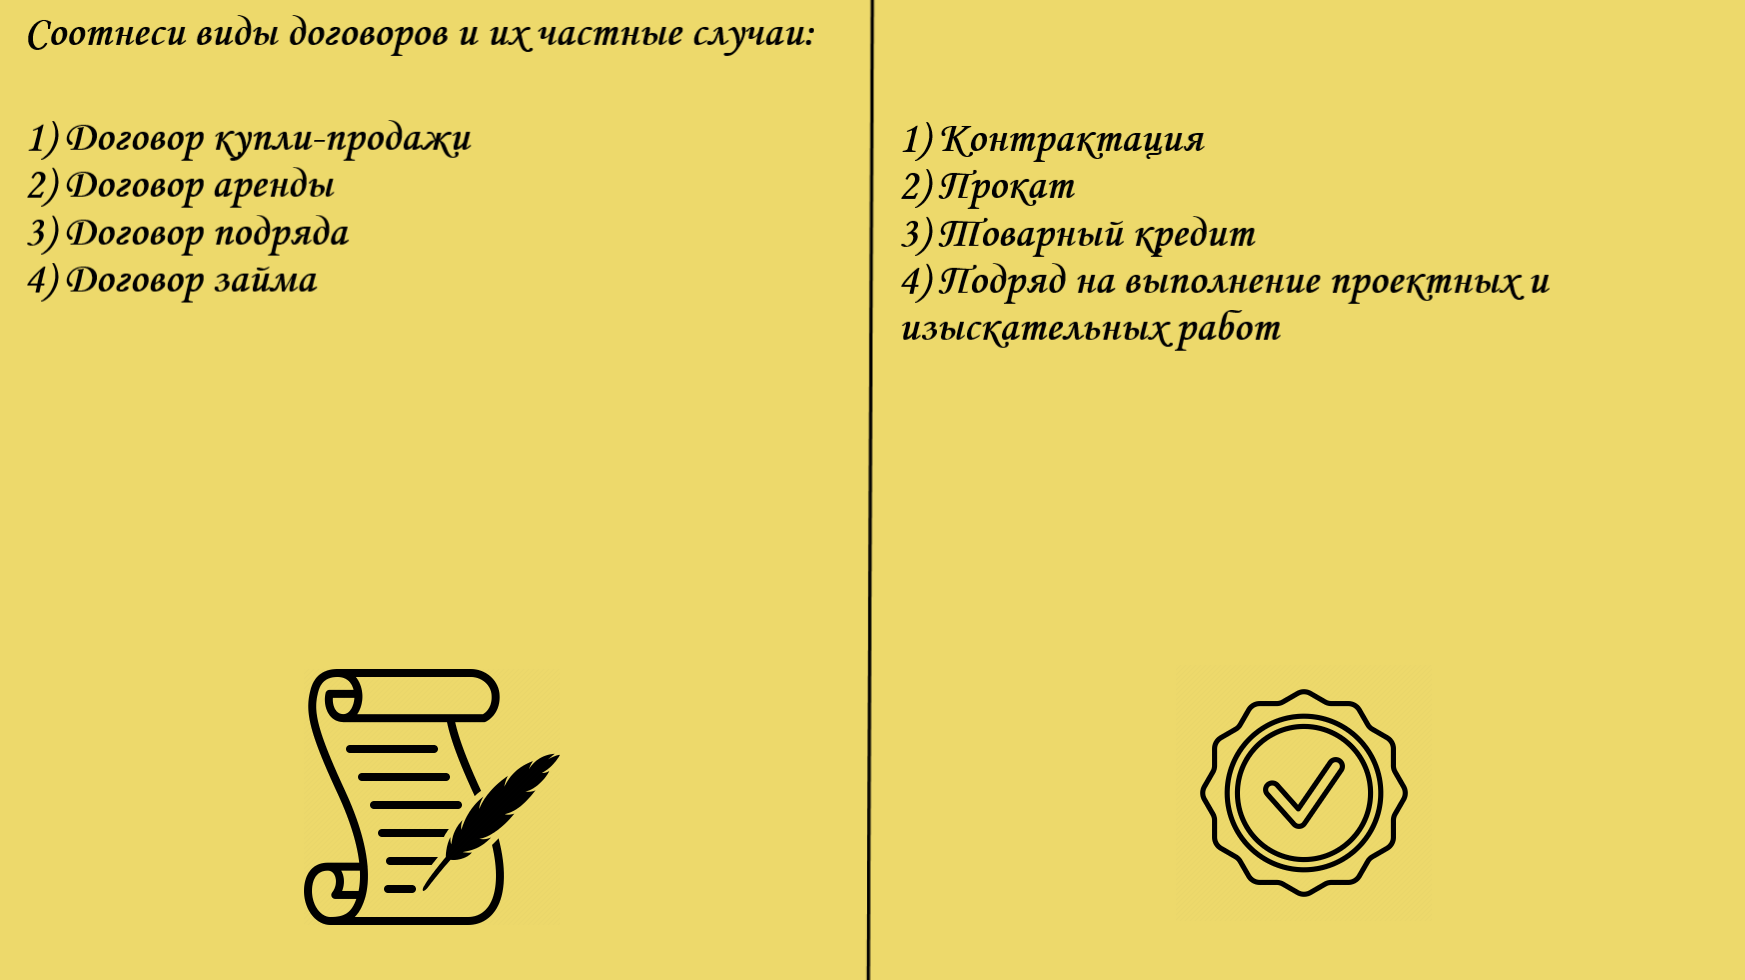 Соотнеси виды договоров и их частные случаи:
1) Договор купли-продажи
2) Договор аренды
3) Договор подряда
4) Договор займа
1) Контрактация
2) Прокат
3) Товарный кредит
4) Подряд на выполнение проектных и
изыскательных работ